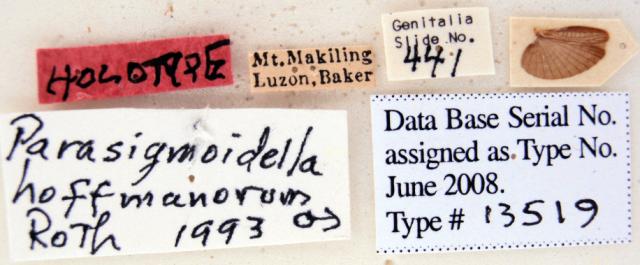 HOLOTYPE
Mt. Makiling
Luzon, Baker
Genitalia
Slide No.
441
Parasigmoidella
hoffmanorum
Roth 1993 ♂
Data Base Serial No.
assigned as Type No.
June 2008.
Type # 13519